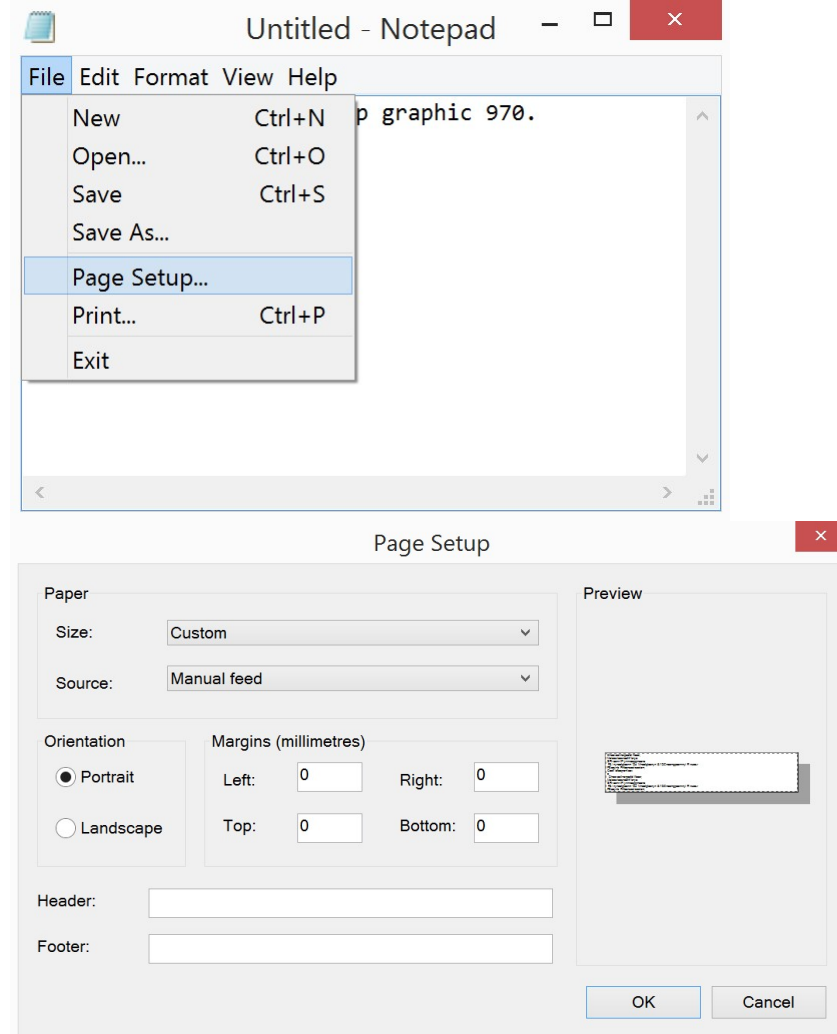 Untitled - Notepad
File Edit Format View Help
p graphic 970.
New Ctrl+N
Open... Ctrl+O
Save Ctrl+S
Save As...
Page Setup...
Print... Ctrl+P
Exit
Page Setup
Paper
Size: Custom
Source: Manual feed
Orientation
Portrait
Landscape
Margins (millimetres)
Left: 0 Right: 0
Top: 0 Bottom: 0
Header:
Footer:
Preview
OK Cancel